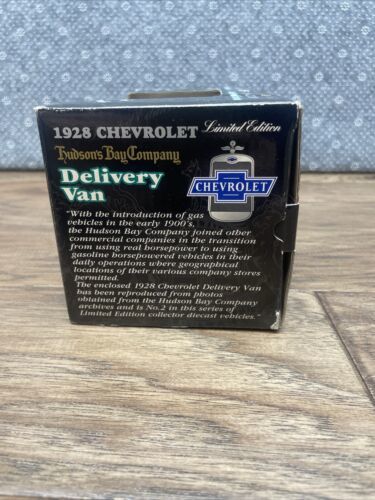 1928 CHEVROLET Limited Edition
Hudson's Bay Company
Delivery
Van
CHEVROLET
"With the introduction of gas
vehicles in the early 1900's,
the Hudson Bay Company joined other
commercial companies in the transition
from using real horsepower to using
gasoline horsepowered vehicles in their
daily operations where geographical
locations of their various company stores
permitted.
The enclosed 1928 Chevrolet Delivery Van
has been reproduced from photos
obtained from the Hudson Bay Company
archives and is No.2 in this series of
Limited Edition collector diecast vehicles."